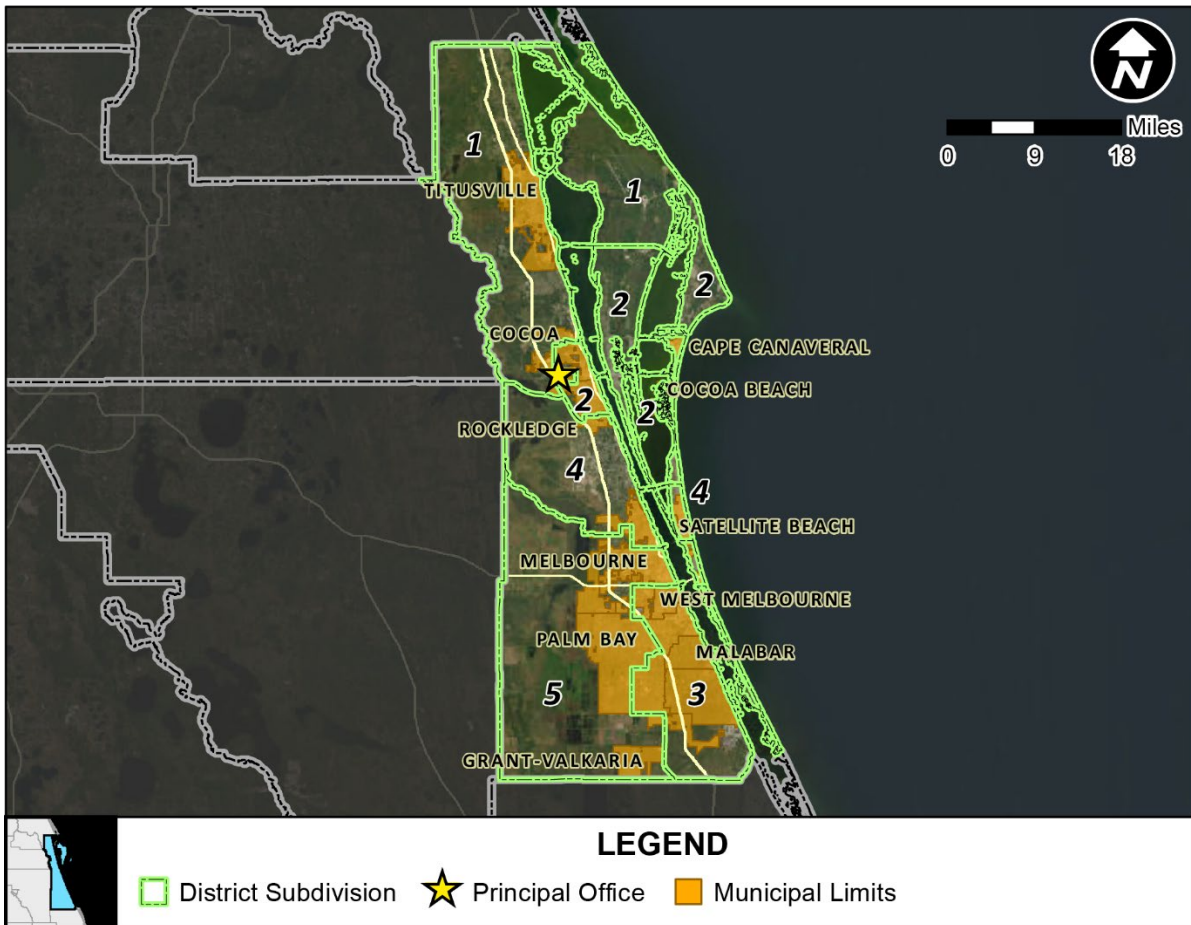 N
Miles
0 9 18
1
TITUSVILLE
1
2
2
COCOA
CAPE CANAVERAL
COCOA BEACH
2
2
ROCKLEDGE
4
4
SATELLITE BEACH
MELBOURNE
WEST MELBOURNE
PALM BAY
MALABAR
5
3
GRANT-VALKARIA
LEGEND
District Subdivision
Principal Office
Municipal Limits